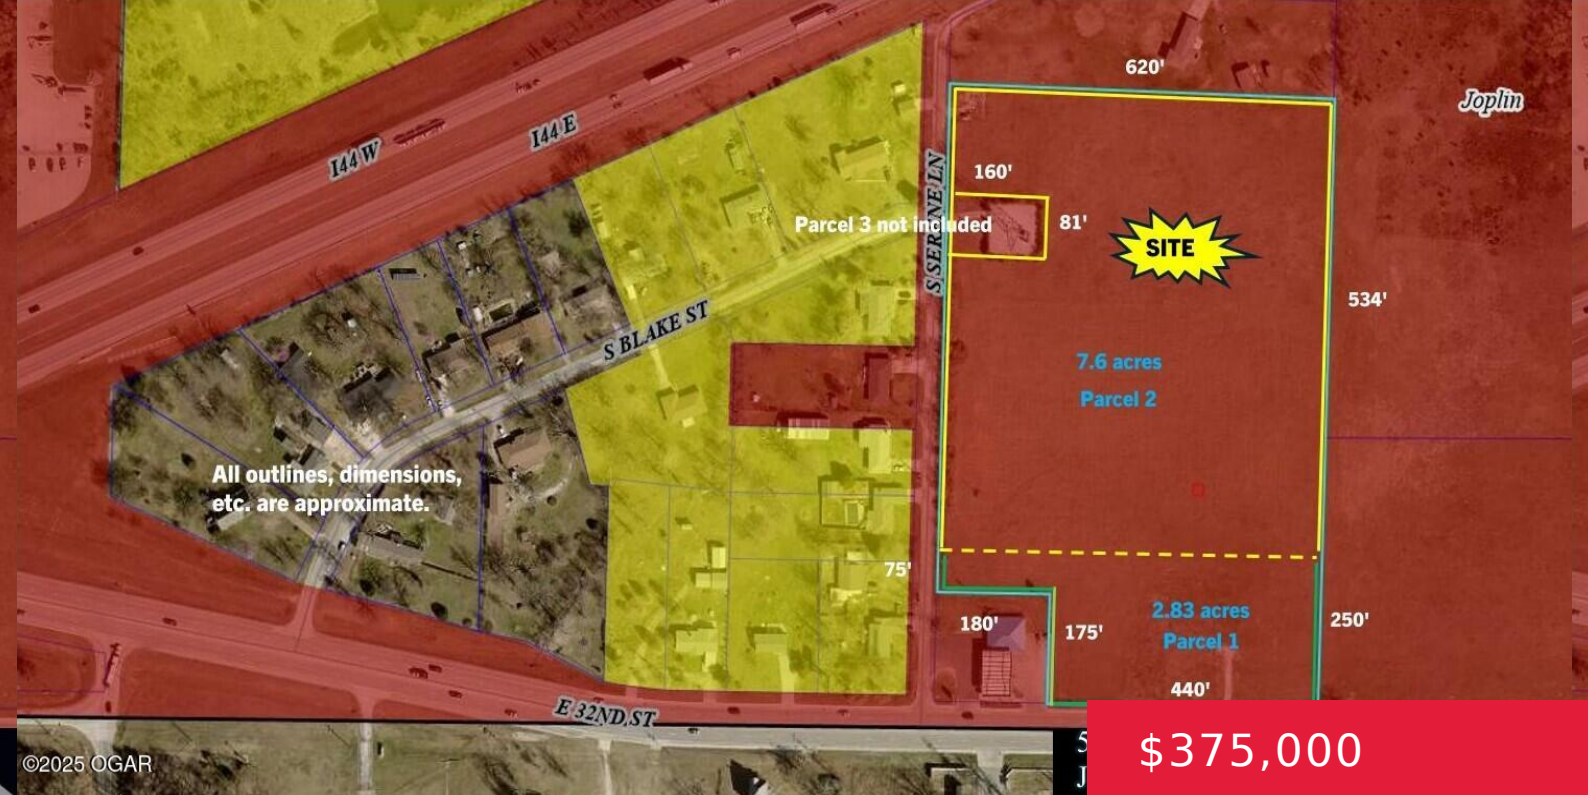 620'
Joplin
I44 W
I44 E
160'
S SERENE LN
Parcel 3 not included
81'
SITE
534'
S BLAKE ST
7.6 acres
Parcel 2
All outlines, dimensions,
etc. are approximate.
75'
180'
175'
2.83 acres
Parcel 1
250'
440'
E 32ND ST
5
J
$375,000
©2025 OGAR